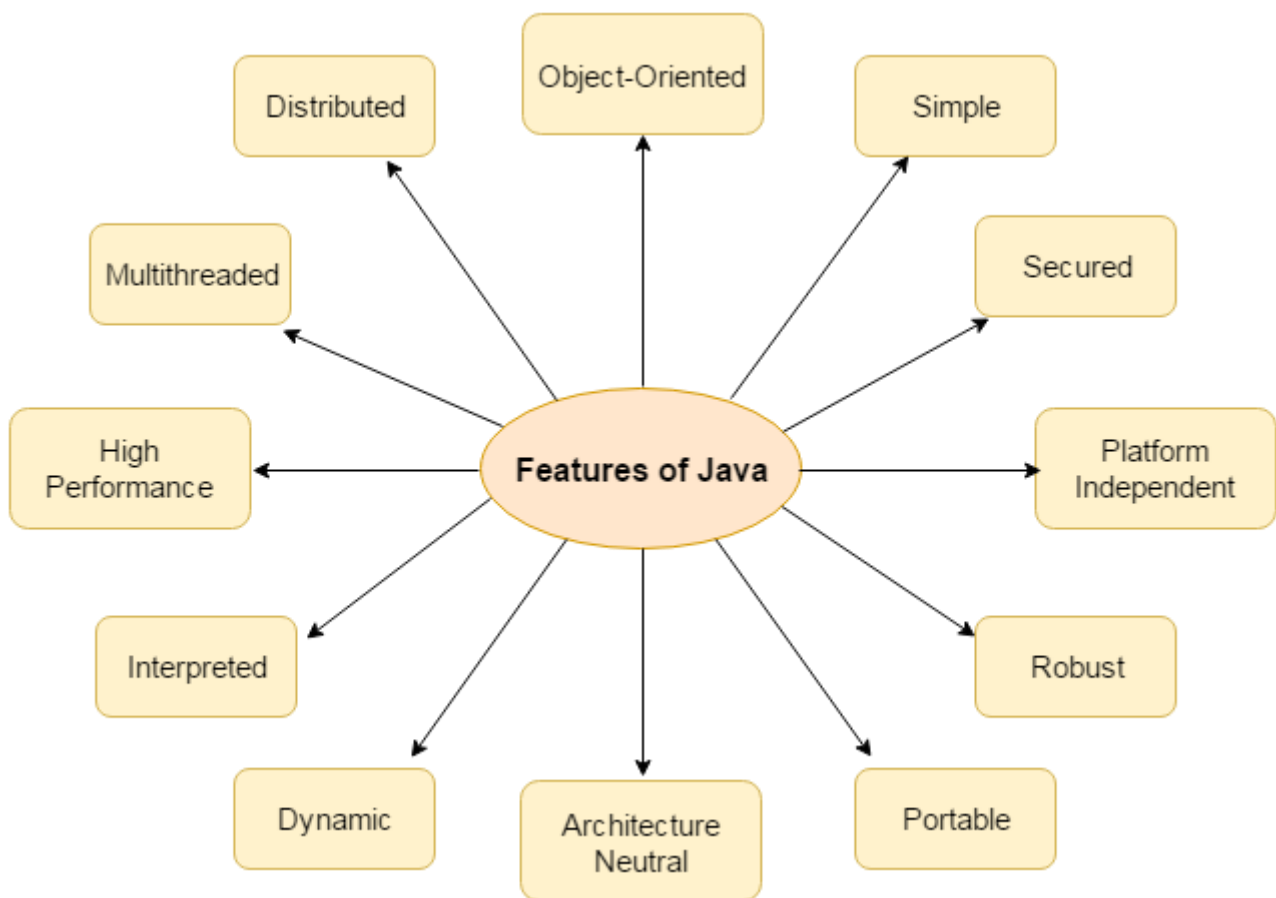 Object-Oriented
Distributed
Simple
Multithreaded
Secured
High
Performance
Features of Java
Platform
Independent
Interpreted
Robust
Dynamic
Architecture
Neutral
Portable